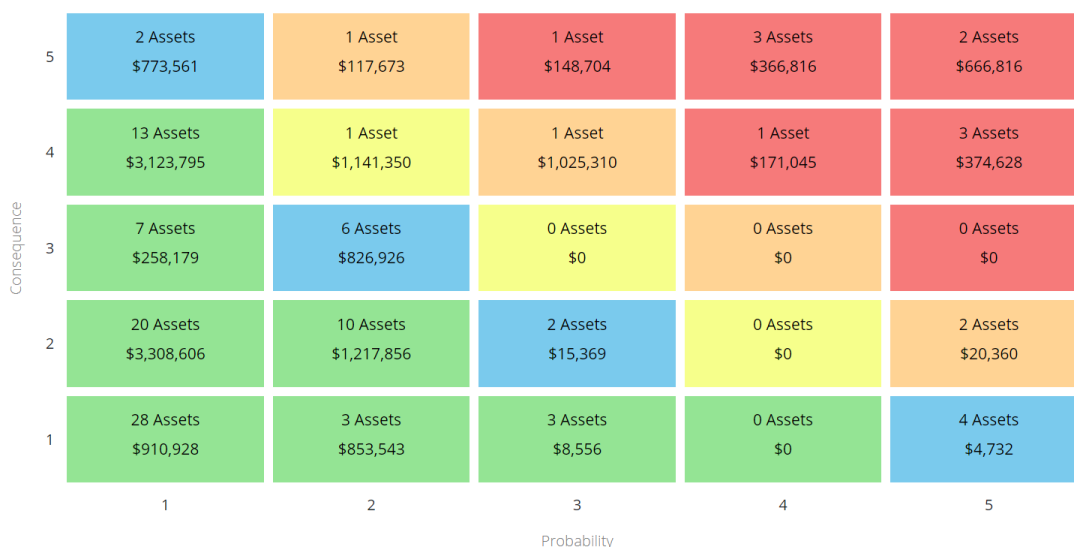 5
2 Assets
$773,561
1 Asset
$117,673
1 Asset
$148,704
3 Assets
$366,816
2 Assets
$666,816
4
13 Assets
$3,123,795
1 Asset
$1,141,350
1 Asset
$1,025,310
1 Asset
$171,045
3 Assets
$374,628
Consequence
3
7 Assets
$258,179
6 Assets
$826,926
0 Assets
$0
0 Assets
$0
0 Assets
$0
2
20 Assets
$3,308,606
10 Assets
$1,217,856
2 Assets
$15,369
0 Assets
$0
2 Assets
$20,360
1
28 Assets
$910,928
3 Assets
$853,543
3 Assets
$8,556
0 Assets
$0
4 Assets
$4,732
1
2
3
4
5
Probability